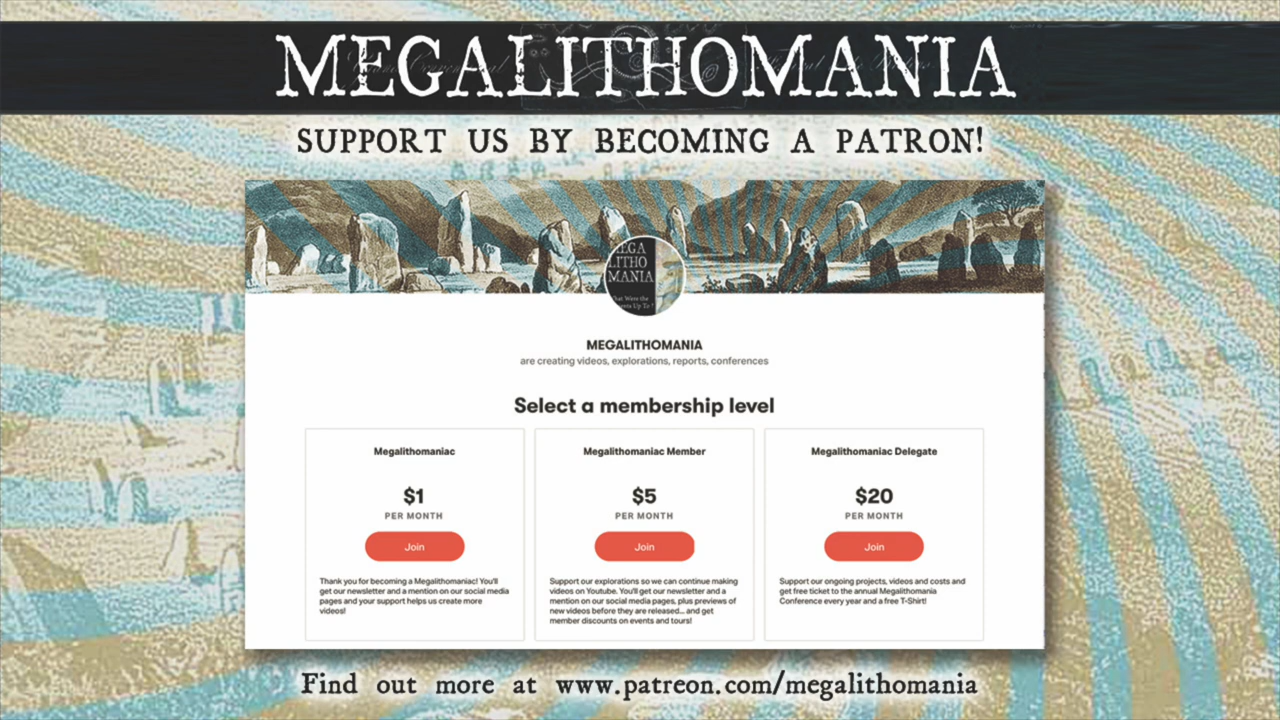 MEGALITHOMANIA
SUPPORT US BY BECOMING A PATRON!
MEGA
LITHO
MANIA
That Were the
Up To ?
MEGALITHOMANIA
are creating videos, explorations, reports, conferences
Select a membership level
Megalithomaniac
$1
PER MONTH
Join
Thank you for becoming a Megalithomaniac! You'll
get our newsletter and a mention on our social media
pages and your support helps us create more
videos!
Megalithomaniac Member
$5
PER MONTH
Join
Support our explorations so we can continue making
videos on Youtube. You'll get our newsletter and a
mention on our social media pages, plus previews of
new videos before they are released... and get
member discounts on events and tours!
Megalithomaniac Delegate
$20
PER MONTH
Join
Support our ongoing projects, videos and costs and
get free ticket to the annual Megalithomania
Conference every year and a free T-Shirt!
Find out more at www.patreon.com/megalithomania